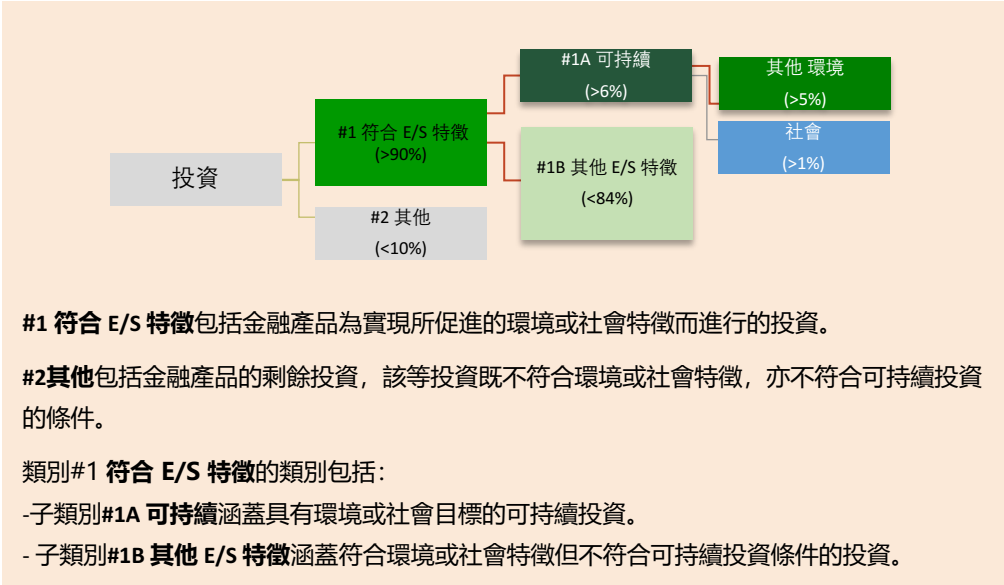 #1A 可持續
(>6%)
其他 環境
(>5%)
#1 符合 E/S 特徵
(>90%)
社會
(>1%)
投資
#1B 其他 E/S 特徵
(<84%)
#2 其他
(<10%)
#1 符合 E/S 特徵包括金融產品為實現所促進的環境或社會特徵而進行的投資。
#2其他包括金融產品的剩餘投資，該等投資既不符合環境或社會特徵，亦不符合可持續投資
的條件。
類別#1 符合 E/S 特徵的類別包括：
-子類別#1A 可持續涵蓋具有環境或社會目標的可持續投資。
- 子類別#1B 其他 E/S 特徵涵蓋符合環境或社會特徵但不符合可持續投資條件的投資。